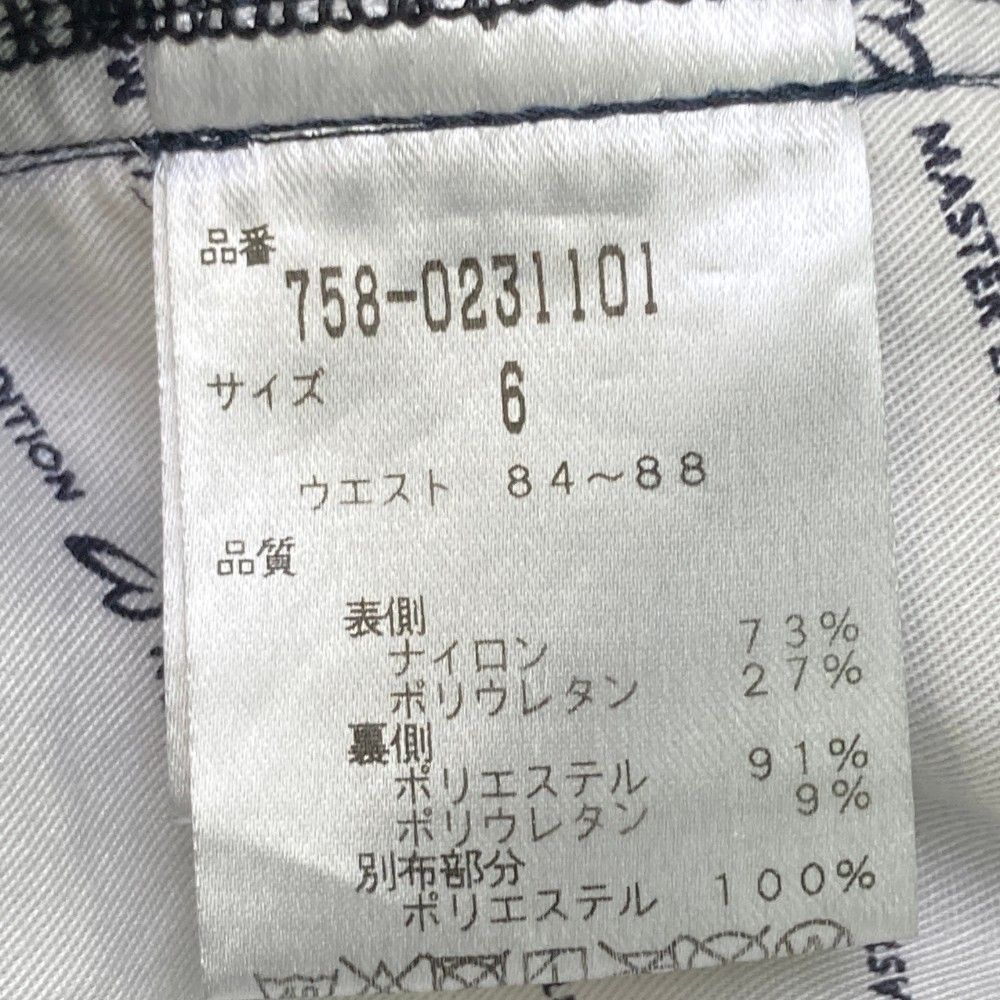 品番
758-0231101
サイズ 6
ウエスト 84~88
品質
表側
ナイロン 73%
ポリウレタン 27%
裏側
ポリエステル 91%
ポリウレタン 9%
別布部分
ポリエステル 100%
MASTER